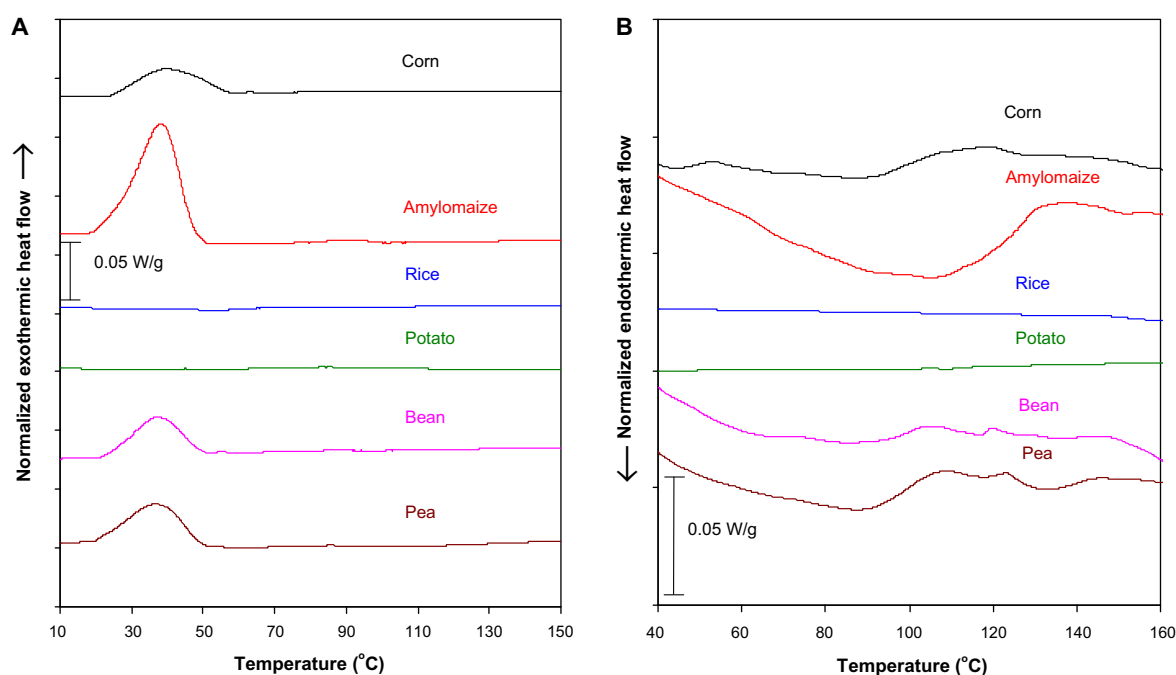 A
Normalized exothermic heat flow →
Corn
Amylomaize
0.05 W/g
Rice
Potato
Bean
Pea
10 30 50 70 90 110 130 150
Temperature (°C)
B
← Normalized endothermic heat flow
Corn
Amylomaize
Rice
Potato
Bean
Pea
0.05 W/g
40 60 80 100 120 140 160
Temperature (°C)